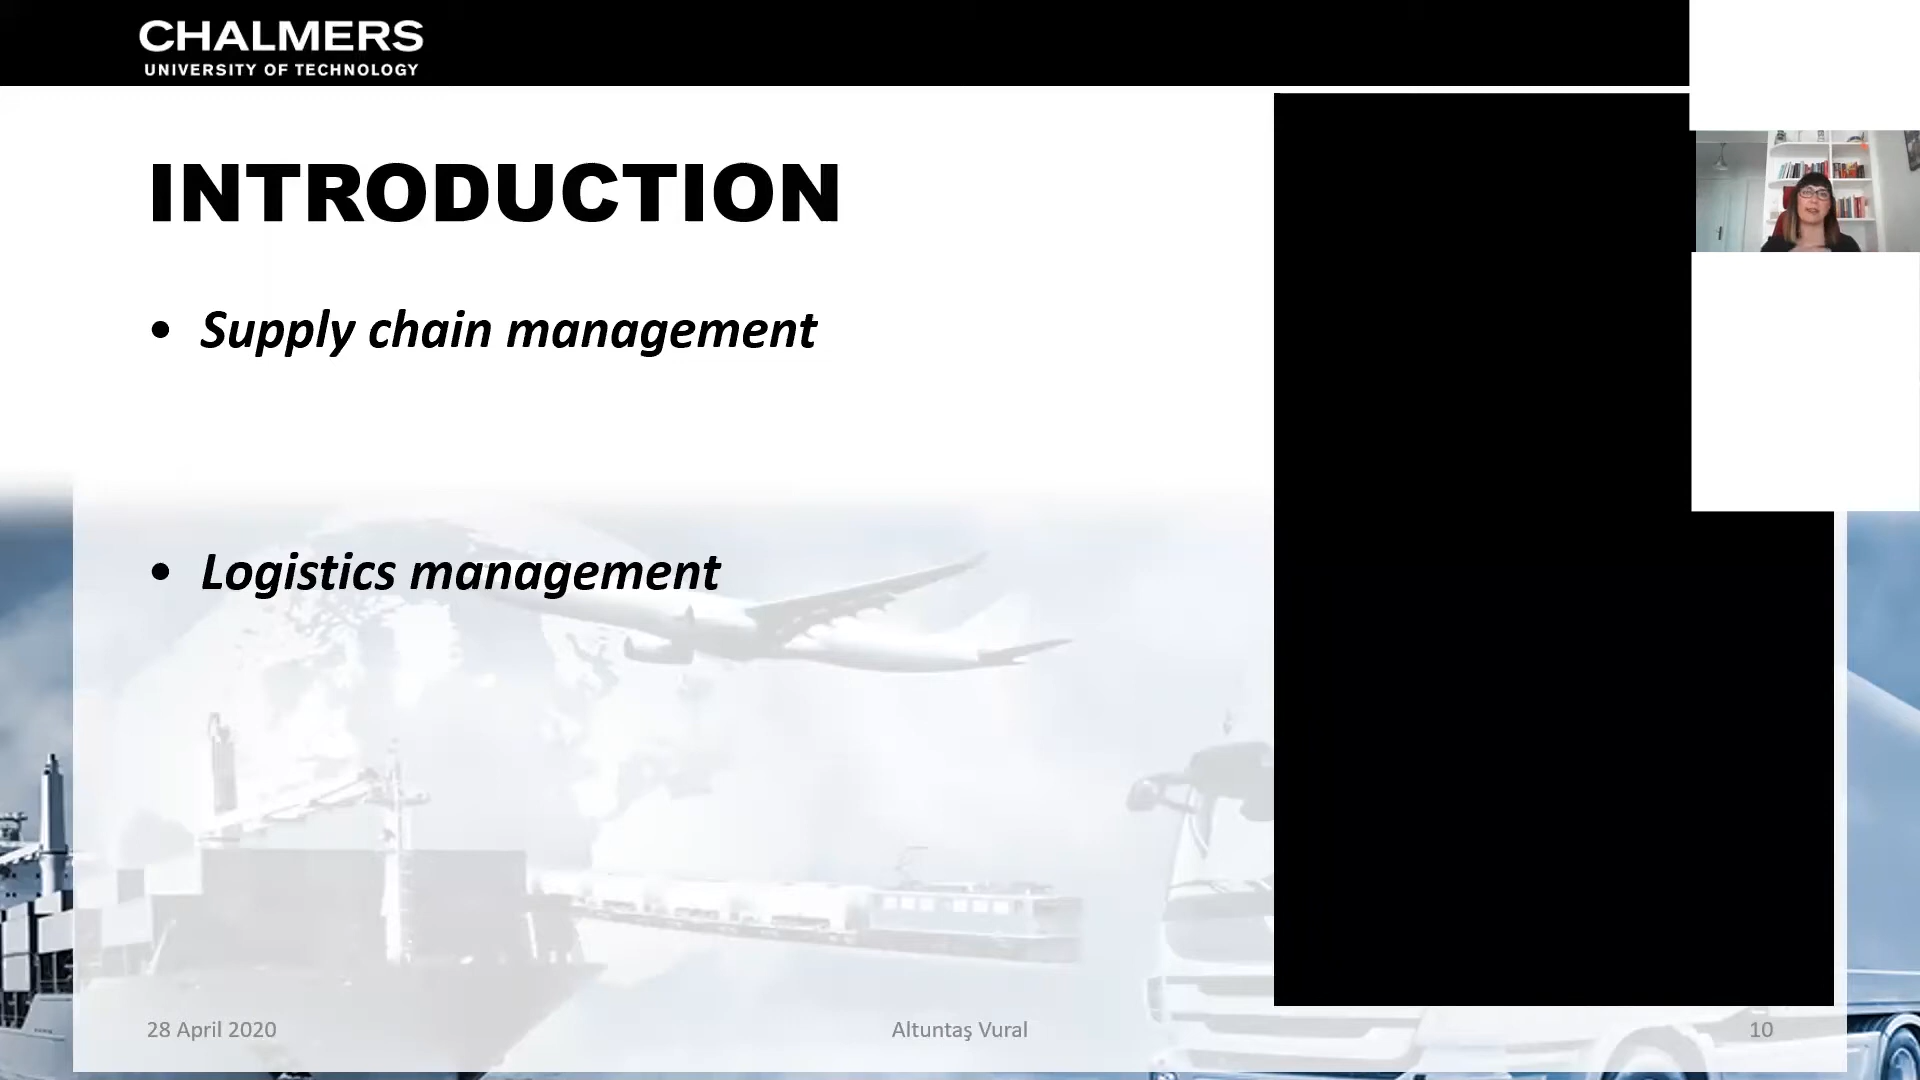 CHALMERS
UNIVERSITY OF TECHNOLOGY
INTRODUCTION
• Supply chain management
• Logistics management
28 April 2020
Altuntaş Vural
10